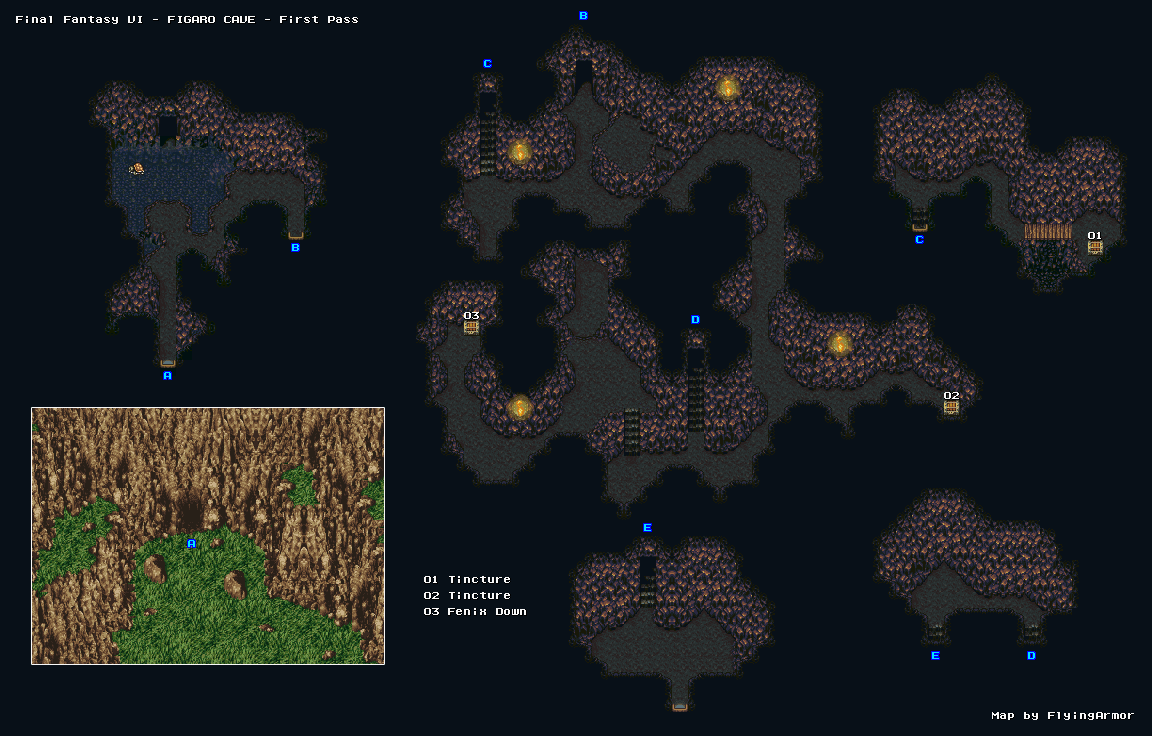 Final Fantasy VI - FIGARO CAVE - First Pass
B
C
A
B
C
01
03
D
02
A
E
01 Tincture
02 Tincture
03 Fenix Down
E
D
Map by FlyingArmor